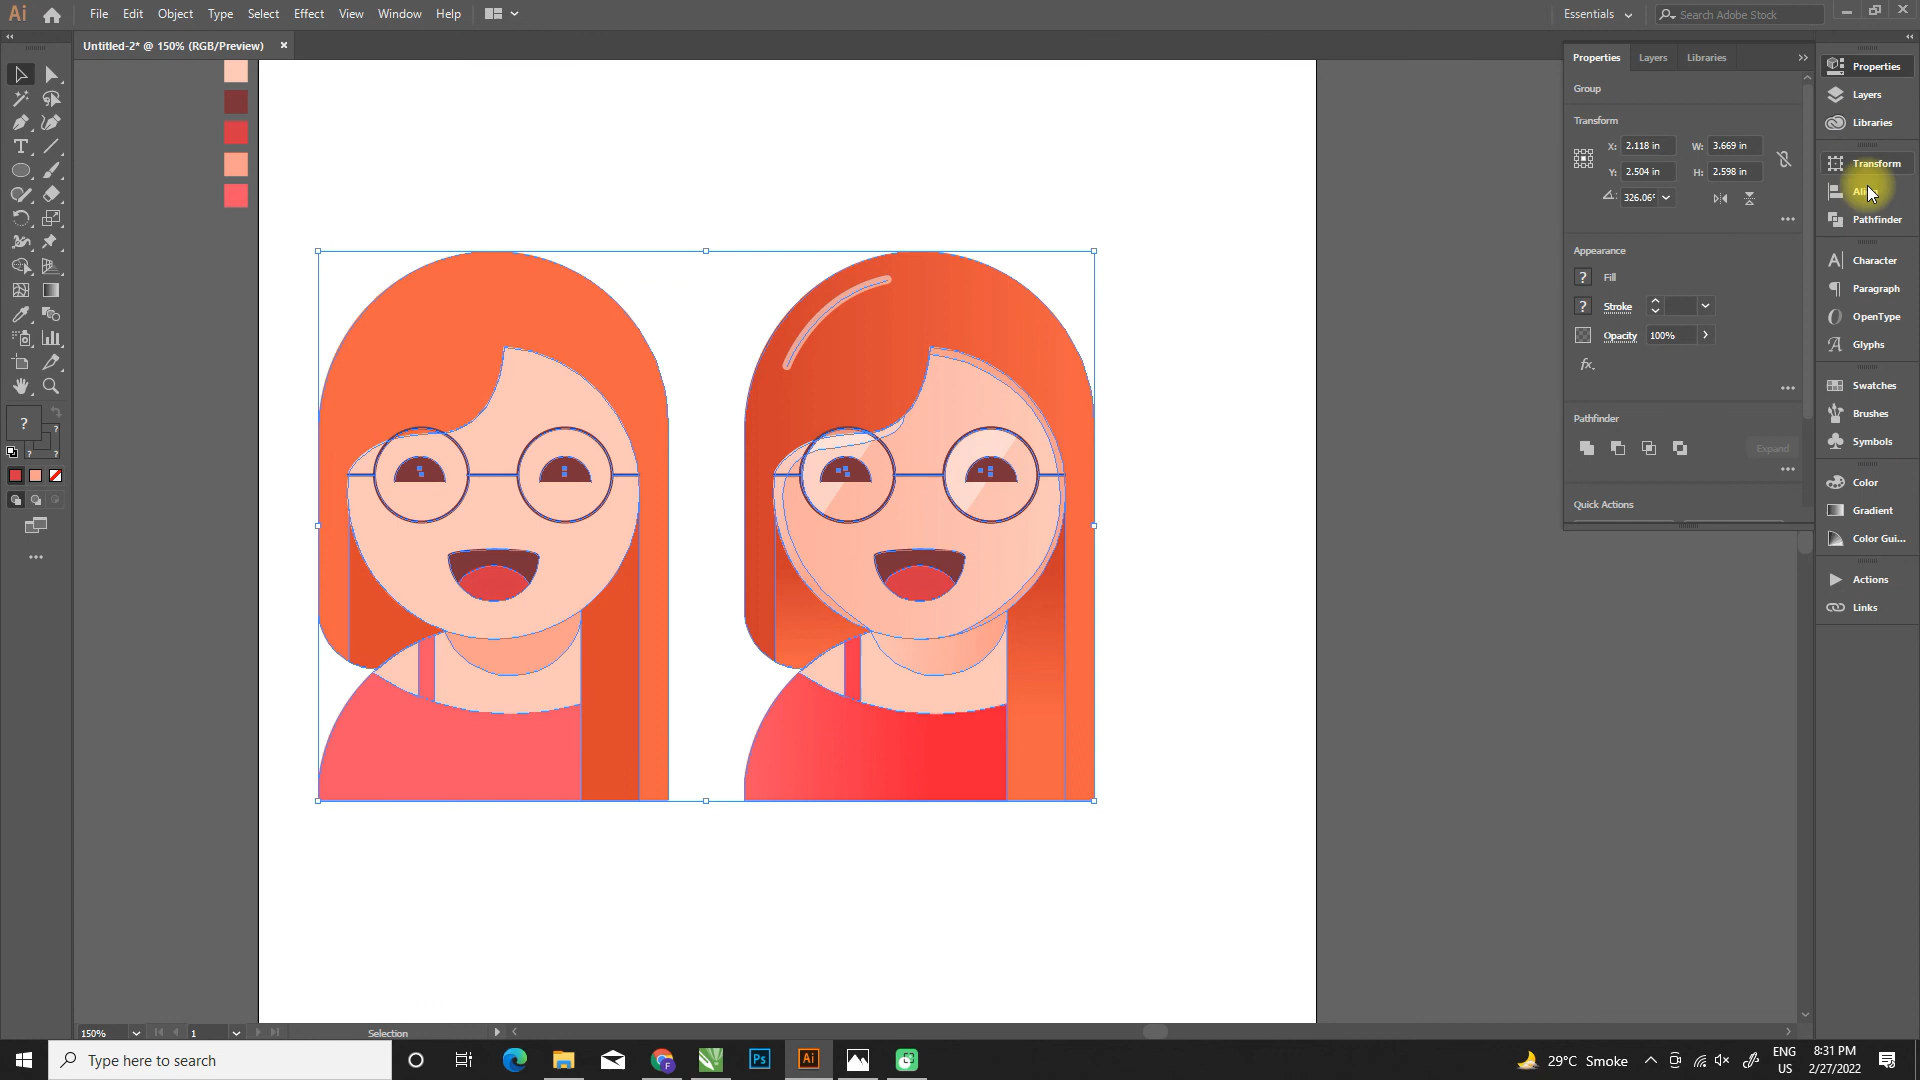 Ai File Edit Object Type Select Effect View Window Help Essentials Search Adobe Stock
Untitled-2* @ 150% (RGB/Preview)
Properties Layers Libraries
Group
Transform
X: 2.118 in W: 3.669 in
Y: 2.504 in H: 2.598 in
326.06°
Appearance
? Fill
? Stroke
Opacity 100%
fx.
Pathfinder
Expand
Quick Actions
Properties
Layers
Libraries
Transform
Pathfinder
Character
Paragraph
OpenType
Glyphs
Swatches
Brushes
Symbols
Color
Gradient
Color Gui...
Actions
Links
?
?
?
?
150% 1 Selection
Type here to search
Ps Ai
29°C Smoke
ENG
US
8:31 PM
2/27/2022